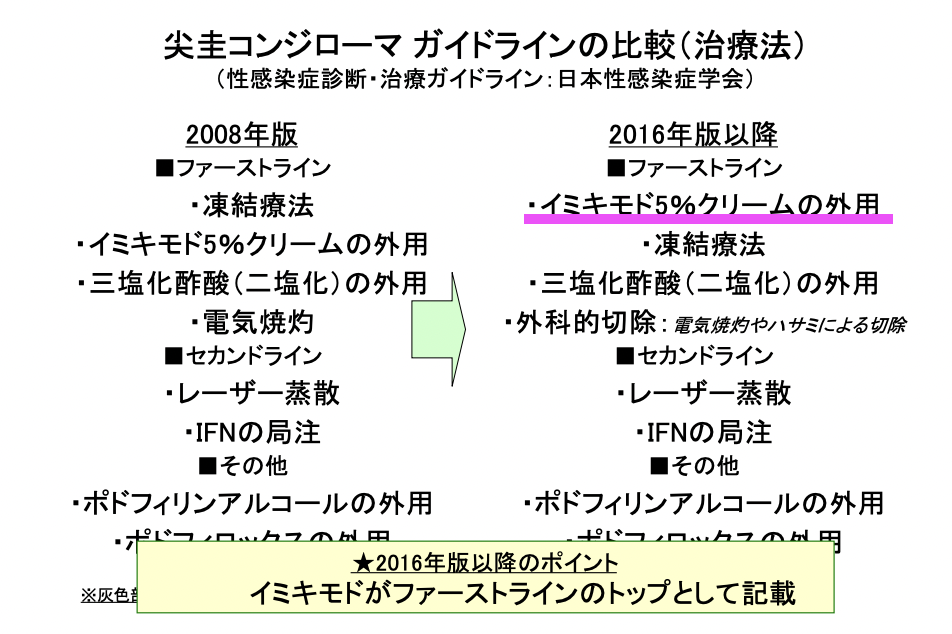 尖圭コンジローマ ガイドラインの比較（治療法）
（性感染症診断・治療ガイドライン：日本性感染症学会）
2008年版
■ファーストライン
・凍結療法
・イミキモド5％クリームの外用
・三塩化酢酸（二塩化）の外用
・電気焼灼
■セカンドライン
・レーザー蒸散
・IFNの局注
■その他
・ポドフィリンアルコールの外用
・ポドフィロックスの外用
2016年版以降
■ファーストライン
・イミキモド5％クリームの外用
・凍結療法
・三塩化酢酸（二塩化）の外用
・外科的切除：電気焼灼やハサミによる切除
■セカンドライン
・レーザー蒸散
・IFNの局注
■その他
・ポドフィリンアルコールの外用
・ポドフィロックスの外用
※灰色
★2016年版以降のポイント
イミキモドがファーストラインのトップとして記載